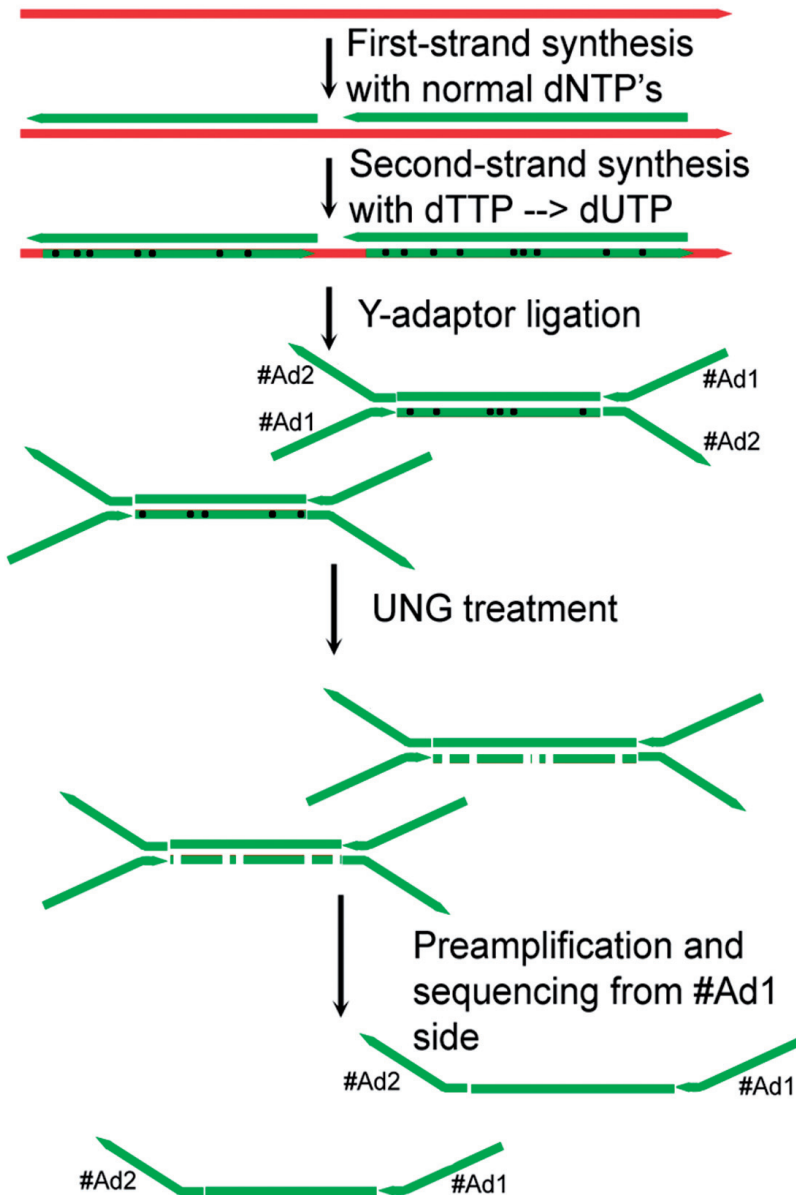 First-strand synthesis
with normal dNTP's
Second-strand synthesis
with dTTP --> dUTP
Y-adaptor ligation
#Ad2
#Ad1
#Ad1
#Ad2
UNG treatment
Preamplification and
sequencing from #Ad1
side
#Ad2
#Ad1
#Ad2
#Ad1